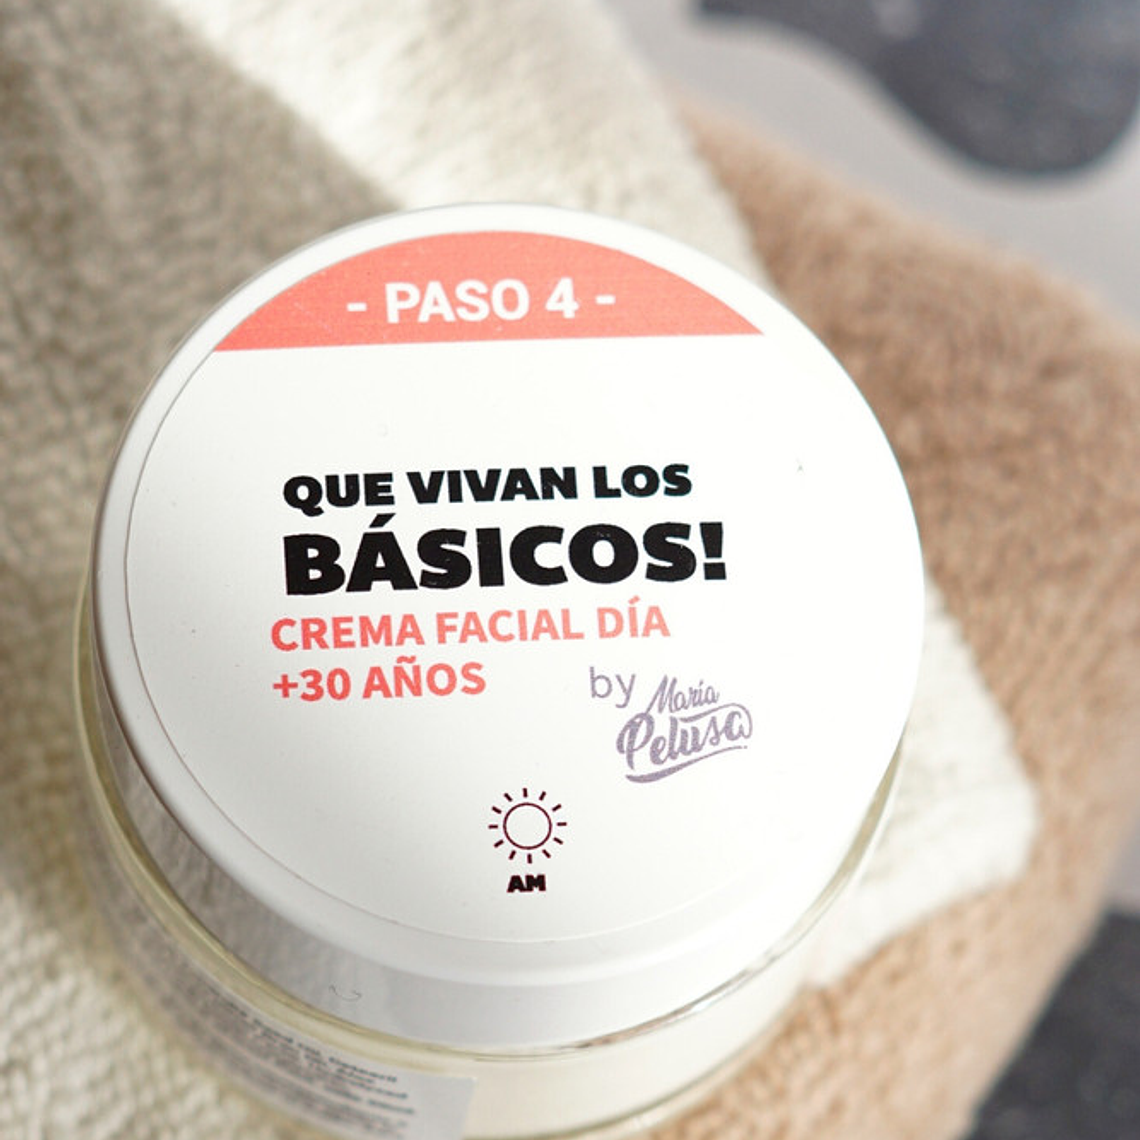 - PASO 4 -
QUE VIVAN LOS
BÁSICOS!
CREMA FACIAL DÍA
+30 AÑOS
by María
Pelusa
AM